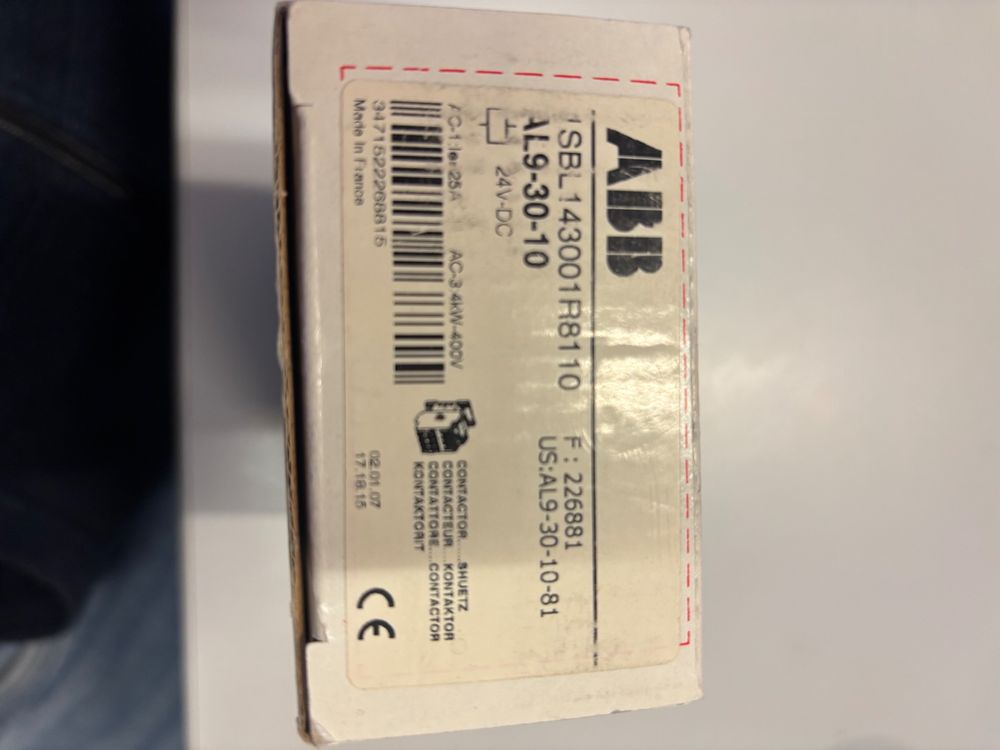 ABB
1SBL143001R8110
F: 226881
AL9-30-10
US:AL9-30-10-81
24V-DC
AC-1:Ie:25A
AC-3:4kW-400V
CONTACTOR....SHUETZ
CONTACTEUR...KONTAKTOR
CONTATTORE...CONTACTOR
KONTAKTORIT
3471522268815
Made in France
02.01.07
17.18.15
CE